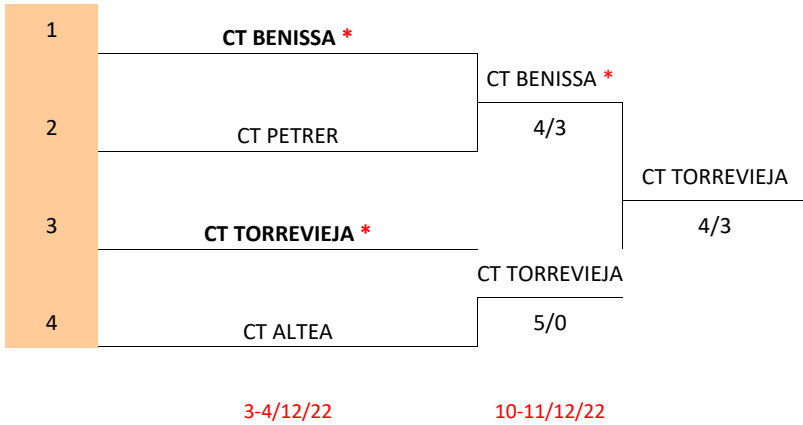 1
CT BENISSA *
CT BENISSA *
2
CT PETRER
4/3
CT TORREVIEJA
3
CT TORREVIEJA *
4/3
CT TORREVIEJA
4
CT ALTEA
5/0
3-4/12/22
10-11/12/22